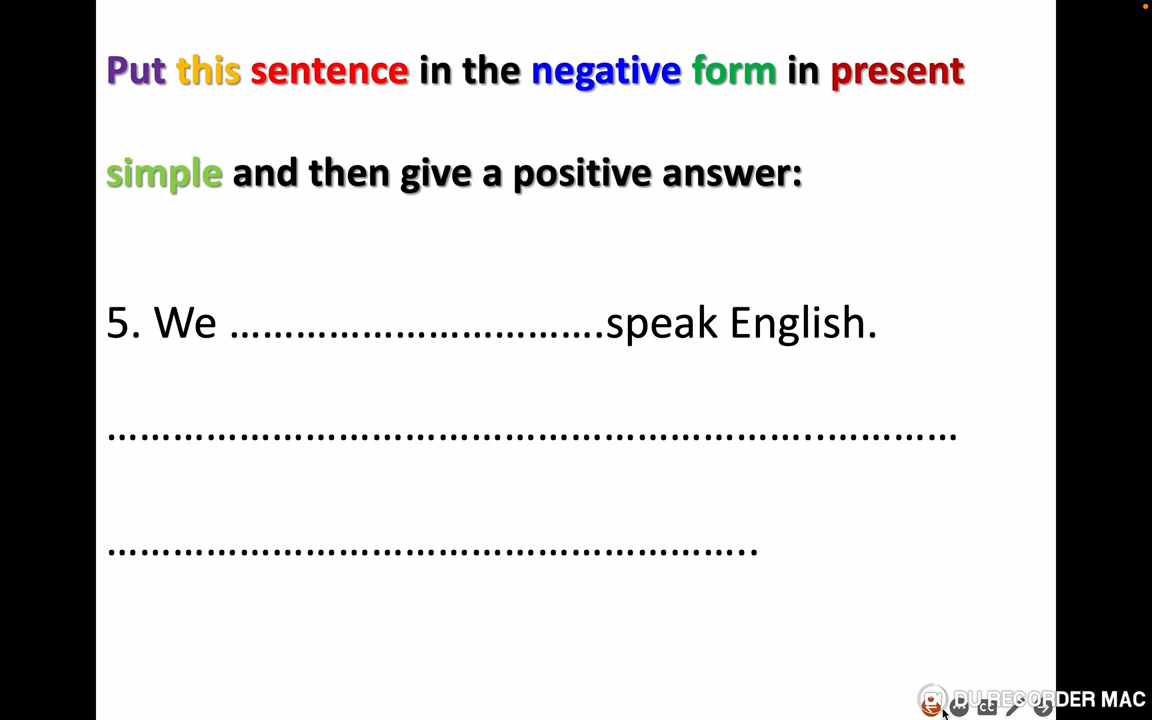 Put this sentence in the negative form in present
simple and then give a positive answer:
5. We ……………………………….speak English.
………………………………………………………………..…………
…………………………………………………..
DU RECORDER MAC
CC